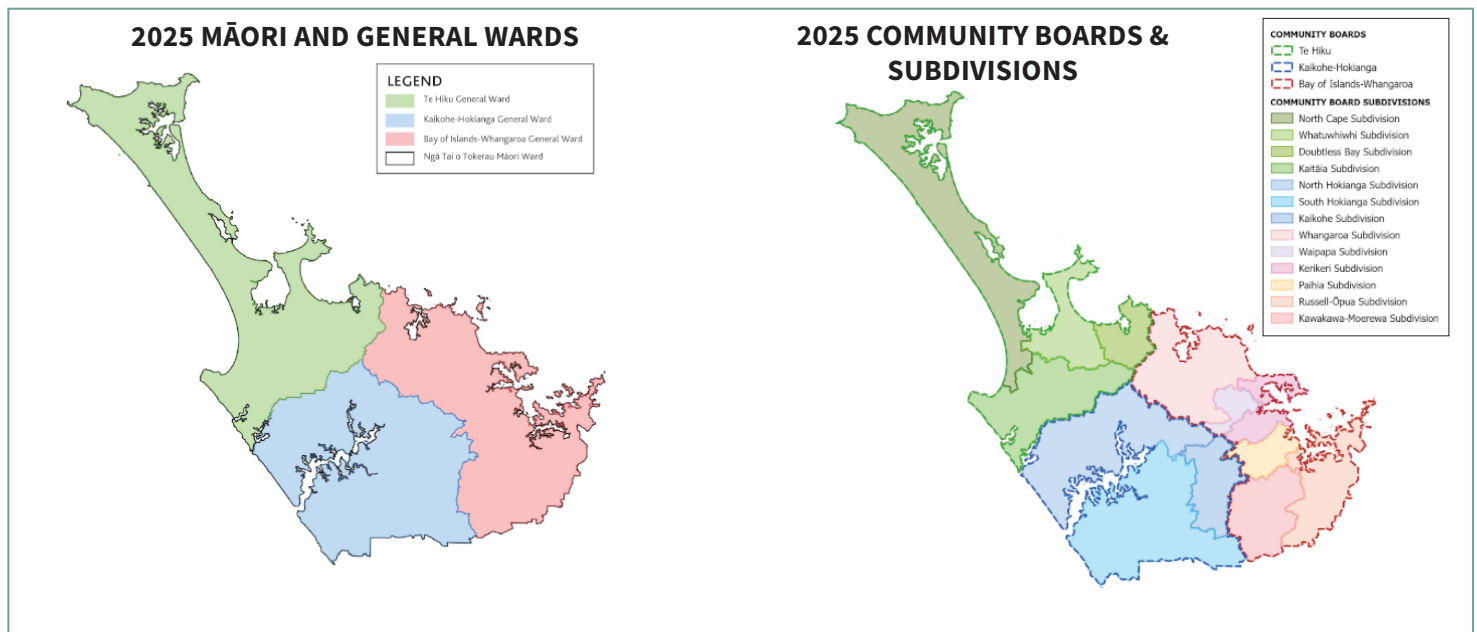 2025 MĀORI AND GENERAL WARDS
LEGEND
Te Hiku General Ward
Kaikohe-Hokianga General Ward
Bay of Islands-Whangaroa General Ward
Ngā Tai o Tokerau Māori Ward
2025 COMMUNITY BOARDS &
SUBDIVISIONS
COMMUNITY BOARDS
Te Hiku
Kaikohe-Hokianga
Bay of Islands-Whangaroa
COMMUNITY BOARD SUBDIVISIONS
North Cape Subdivision
Whatuwhiwhi Subdivision
Doubtless Bay Subdivision
Kaitāia Subdivision
North Hokianga Subdivision
South Hokianga Subdivision
Kaikohe Subdivision
Whangaroa Subdivision
Waipapa Subdivision
Kerikeri Subdivision
Paihia Subdivision
Russell-Ōpua Subdivision
Kawakawa-Moerewa Subdivision